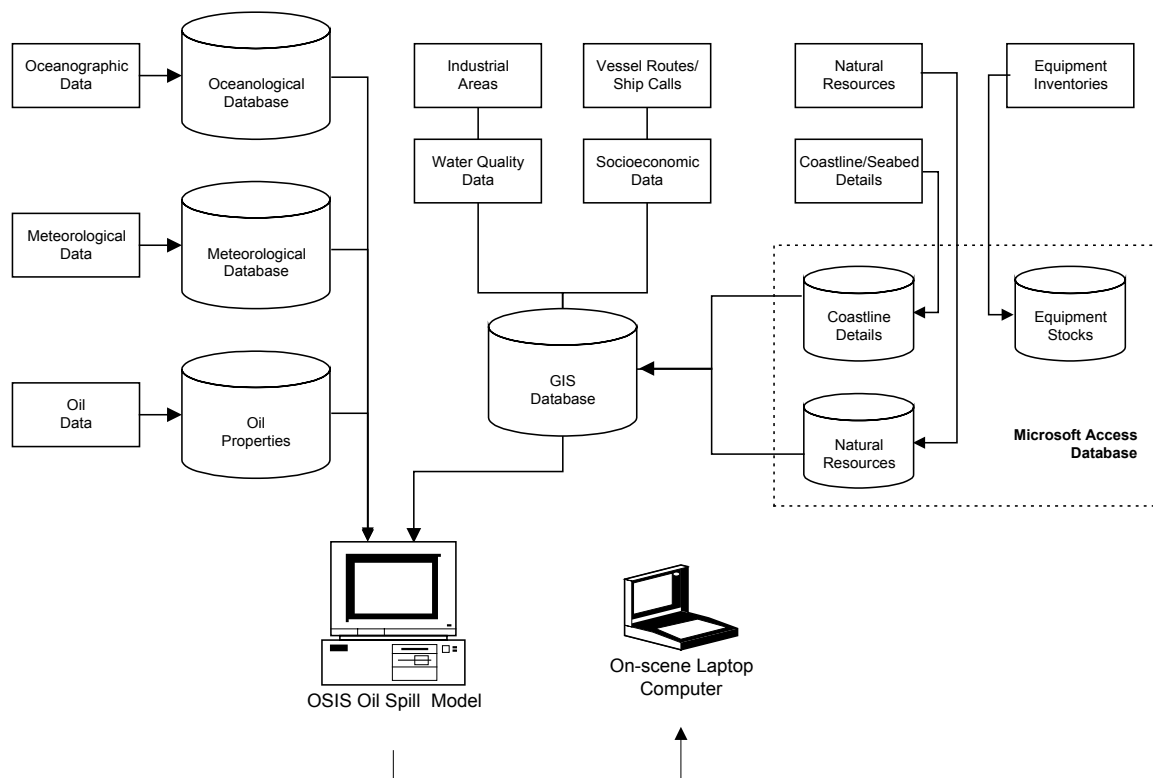 Oceanographic
Data
Oceanological
Database
Industrial
Areas
Vessel Routes/
Ship Calls
Natural
Resources
Equipment
Inventories
Water Quality
Data
Socioeconomic
Data
Coastline/Seabed
Details
Meteorological
Data
Meteorological
Database
Coastline
Details
Equipment
Stocks
GIS
Database
Oil
Data
Oil
Properties
Natural
Resources
Microsoft Access
Database
OSIS Oil Spill Model
On-scene Laptop
Computer